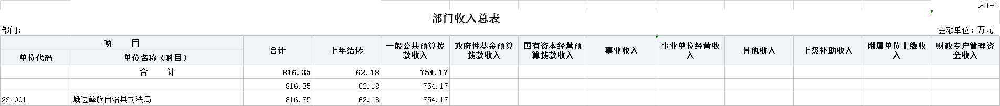 表1-1
部门收入总表
部门：
金额单位：万元
项 目
合计
上年结转
一般公共预算拨
款收入
政府性基金预算
拨款收入
国有资本经营预
算拨款收入
事业收入
事业单位经营收
入
其他收入
上级补助收入
附属单位上缴收
入
财政专户管理资
金收入
单位代码
单位名称（科目）
合 计
816.35
62.18
754.17
816.35
62.18
754.17
231001
峨边彝族自治县司法局
816.35
62.18
754.17